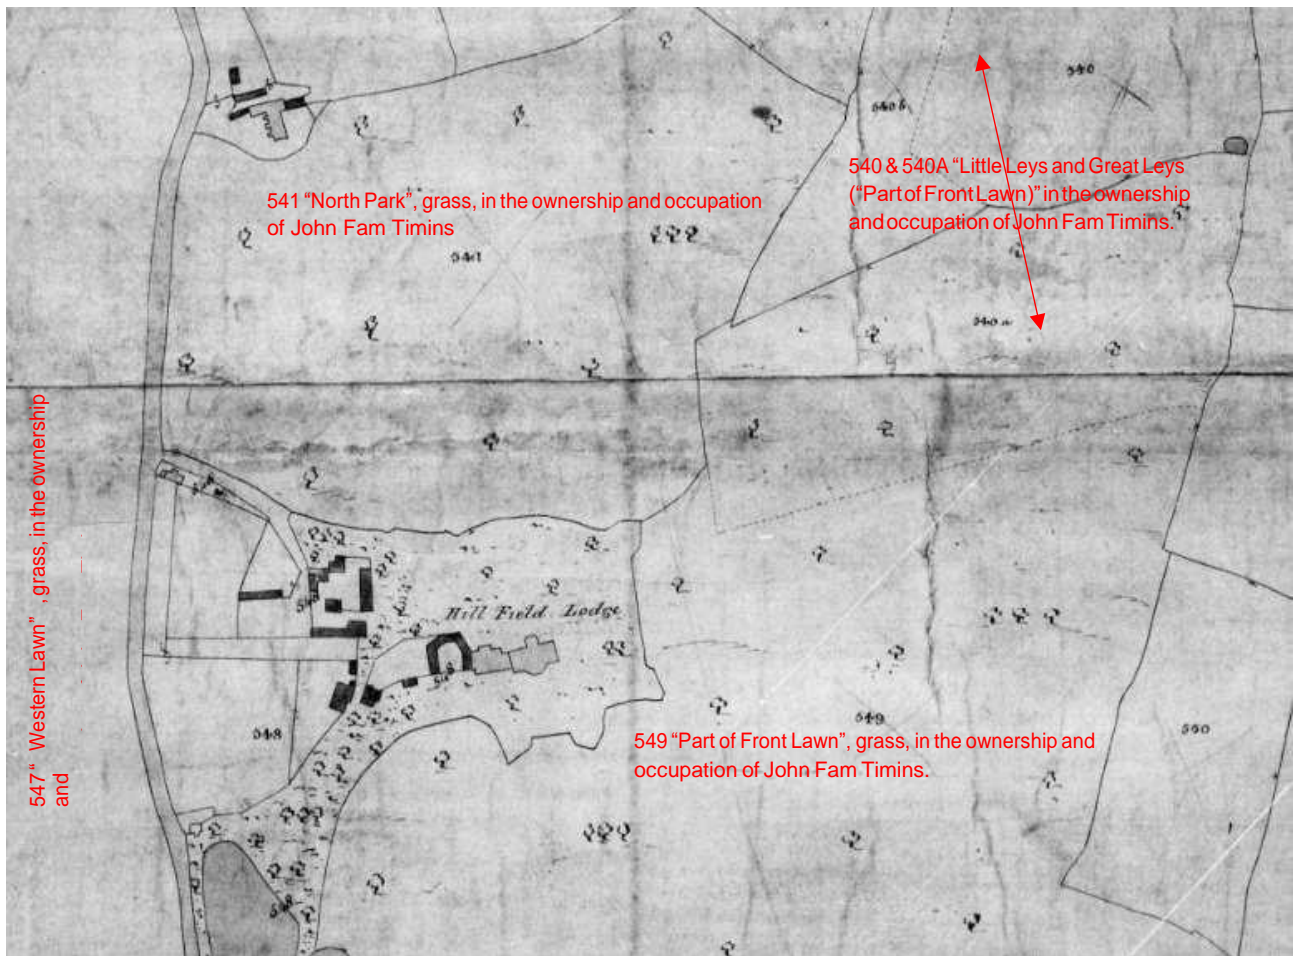 540
540 b
540 & 540A “Little Leys and Great Leys
(“Part of Front Lawn)” in the ownership
and occupation of John Fam Timins.
541 “North Park”, grass, in the ownership and occupation
of John Fam Timins
541
540 a
547 “ Western Lawn” , grass, in the ownership
and
Hill Field Lodge
548
549
549 “Part of Front Lawn”, grass, in the ownership and
occupation of John Fam Timins.
550